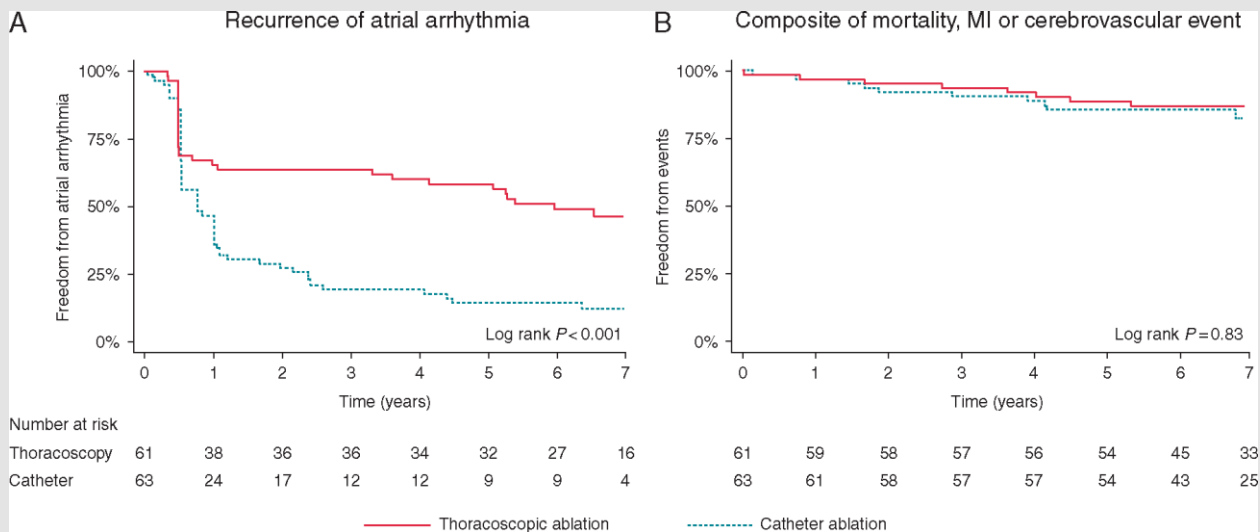 A Recurrence of atrial arrhythmia
Freedom from atrial arrhythmia
100%
75%
50%
25%
0%
Log rank P < 0.001
0 1 2 3 4 5 6 7
Time (years)
B Composite of mortality, MI or cerebrovascular event
Freedom from events
100%
75%
50%
25%
0%
Log rank P = 0.83
0 1 2 3 4 5 6 7
Time (years)
Number at risk
Thoracoscopy 61 38 36 36 34 32 27 16 61 59 58 57 56 54 45 33
Catheter 63 24 17 12 12 9 9 4 63 61 58 57 57 54 43 25
Thoracoscopic ablation Catheter ablation